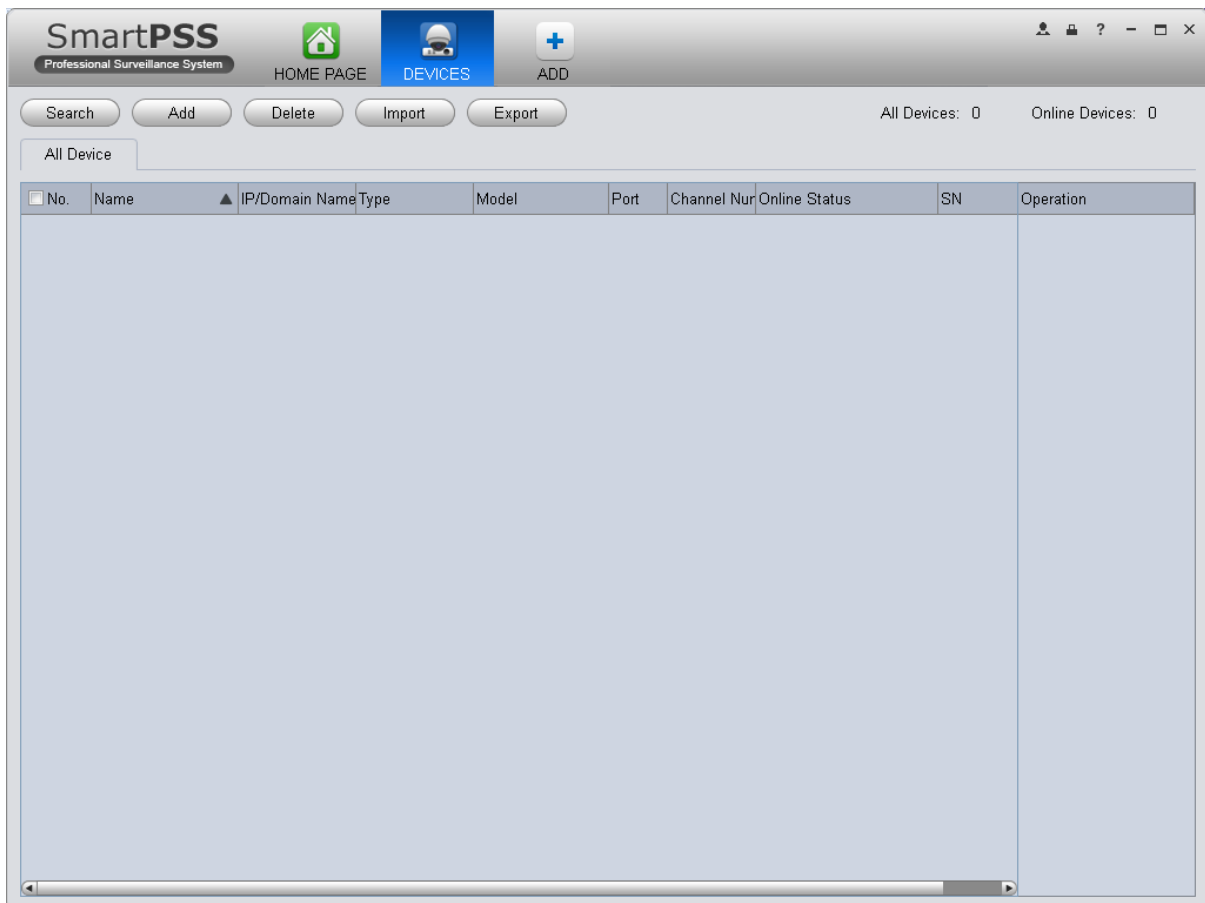 SmartPSS
Professional Surveillance System
HOME PAGE
DEVICES
ADD
?
Search
Add
Delete
Import
Export
All Devices: 0
Online Devices: 0
All Device
No.
Name
IP/Domain Name
Type
Model
Port
Channel Nur
Online Status
SN
Operation